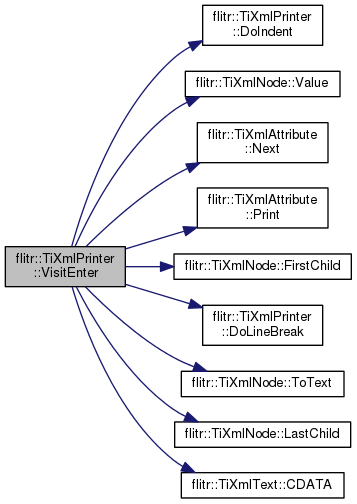 flitr::TiXmlPrinter
::DoIndent
flitr::TiXmlNode::Value
flitr::TiXmlAttribute
::Next
flitr::TiXmlAttribute
::Print
flitr::TiXmlPrinter
::VisitEnter
flitr::TiXmlNode::FirstChild
flitr::TiXmlPrinter
::DoLineBreak
flitr::TiXmlNode::ToText
flitr::TiXmlNode::LastChild
flitr::TiXmlText::CDATA